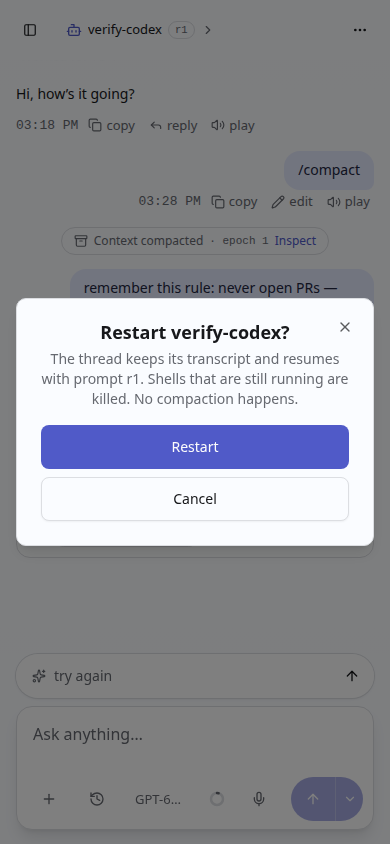 verify-codex r1
Hi, how's it going?
03:18 PM copy reply play
/compact
03:28 PM copy edit play
Context compacted · epoch 1 Inspect
remember this rule: never open PRs —
Restart verify-codex?
The thread keeps its transcript and resumes
with prompt r1. Shells that are still running are
killed. No compaction happens.
Restart
Cancel
try again
Ask anything...
GPT-6...